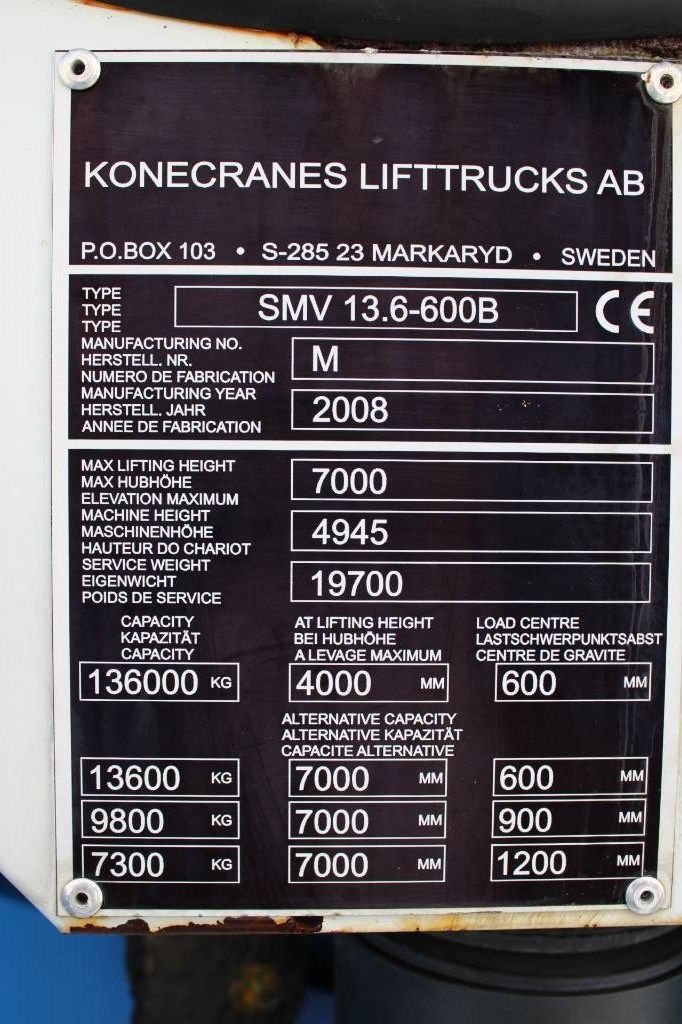 KONECRANES LIFTTRUCKS AB
P.O.BOX 103 • S-285 23 MARKARYD • SWEDEN
TYPE
TYPE
TYPE
SMV 13.6-600B
CE
MANUFACTURING NO.
HERSTELL. NR.
NUMERO DE FABRICATION
M
MANUFACTURING YEAR
HERSTELL. JAHR
ANNEE DE FABRICATION
2008
MAX LIFTING HEIGHT
MAX HUBHÖHE
ELEVATION MAXIMUM
7000
MACHINE HEIGHT
MASCHINENHÖHE
HAUTEUR DO CHARIOT
4945
SERVICE WEIGHT
EIGENWICHT
POIDS DE SERVICE
19700
CAPACITY
KAPAZITÄT
CAPACITY
AT LIFTING HEIGHT
BEI HUBHÖHE
A LEVAGE MAXIMUM
LOAD CENTRE
LASTSCHWERPUNKTSABST
CENTRE DE GRAVITE
136000 KG 4000 MM 600 MM
ALTERNATIVE CAPACITY
ALTERNATIVE KAPAZITÄT
CAPACITE ALTERNATIVE
13600 KG 7000 MM 600 MM
9800 KG 7000 MM 900 MM
7300 KG 7000 MM 1200 MM